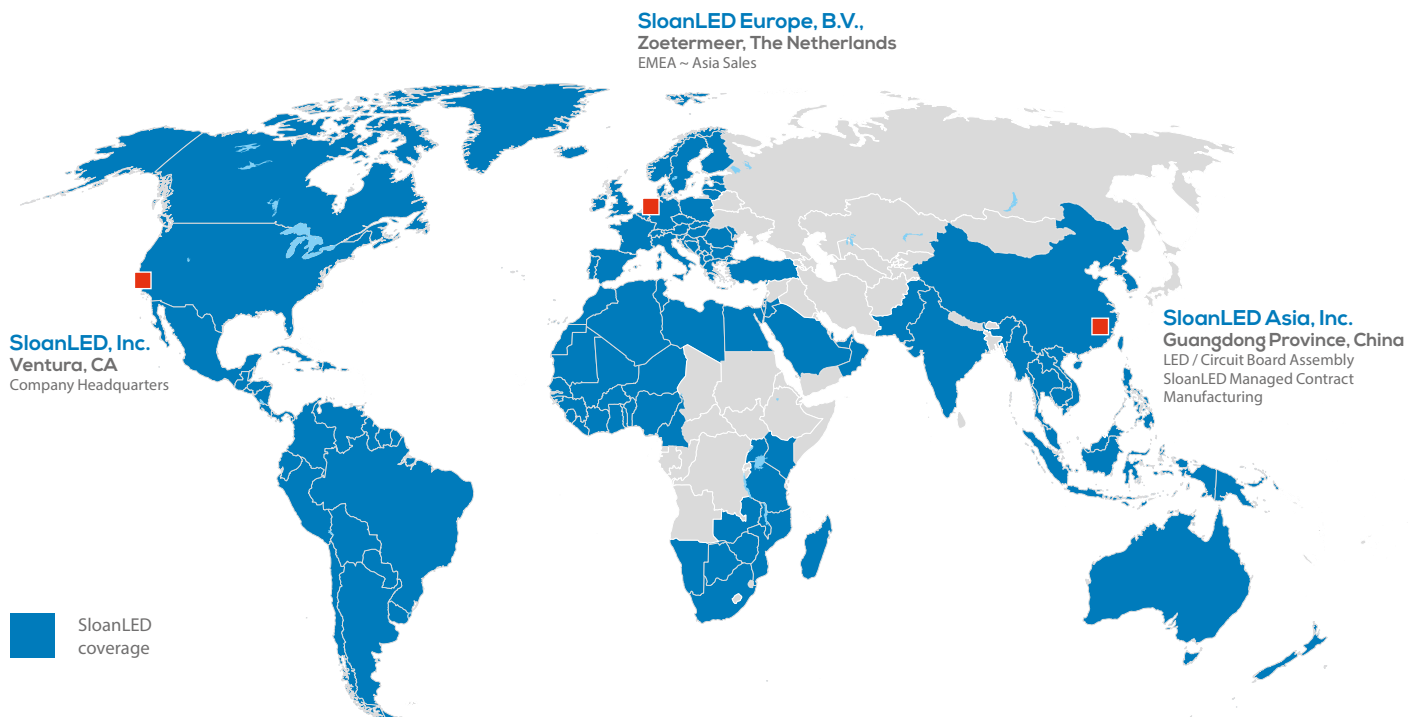 SloanLED Europe, B.V.,
Zoetermeer, The Netherlands
EMEA ~ Asia Sales
SloanLED, Inc.
Ventura, CA
Company Headquarters
SloanLED Asia, Inc.
Guangdong Province, China
LED / Circuit Board Assembly
SloanLED Managed Contract
Manufacturing
SloanLED
coverage